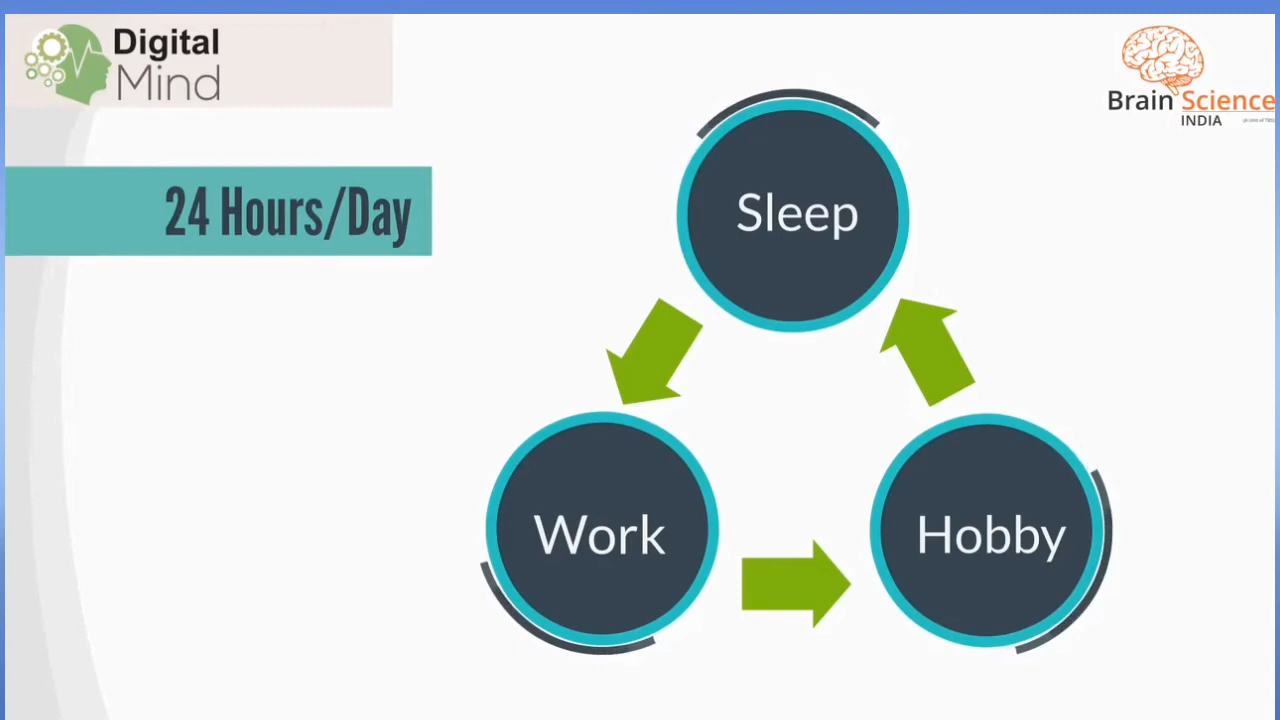 Digital
Mind
Brain Science
INDIA
24 Hours/Day
Sleep
Work
Hobby